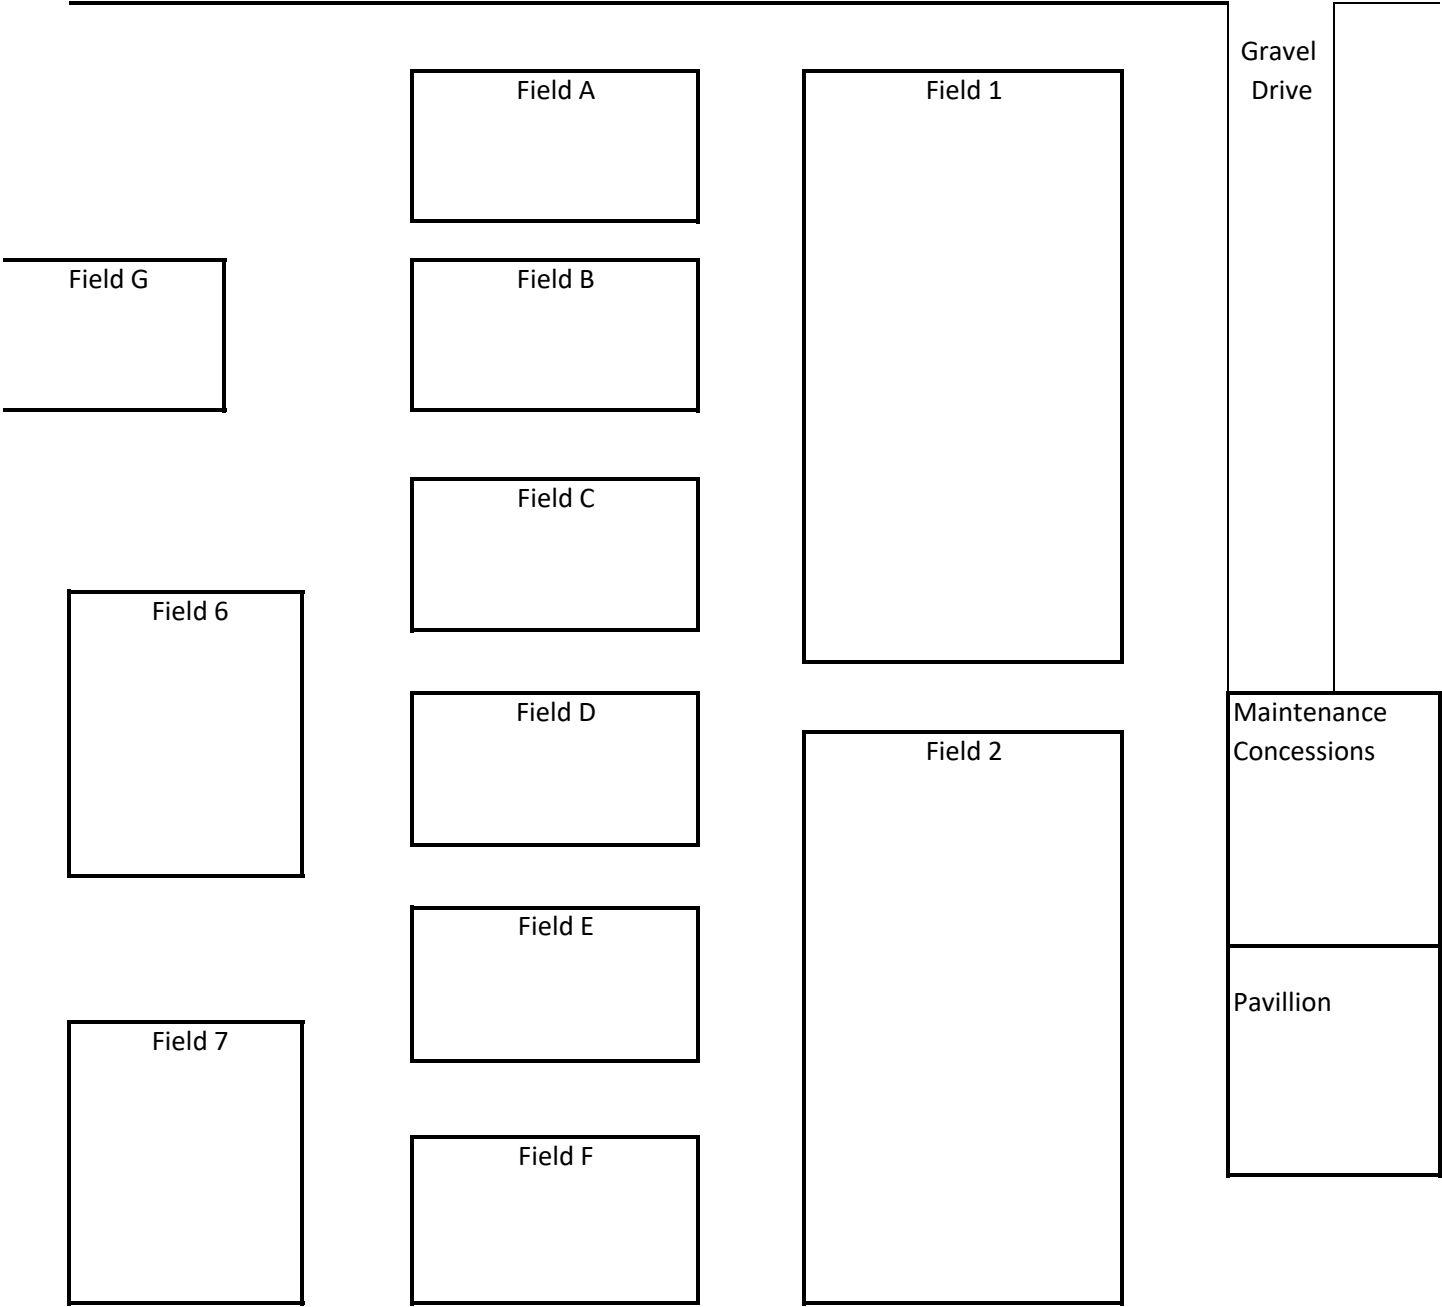 Gravel
Drive
Field A
Field 1
Field G
Field B
Field C
Field 6
Field D
Maintenance
Field 2
Concessions
Field E
Pavillion
Field 7
Field F